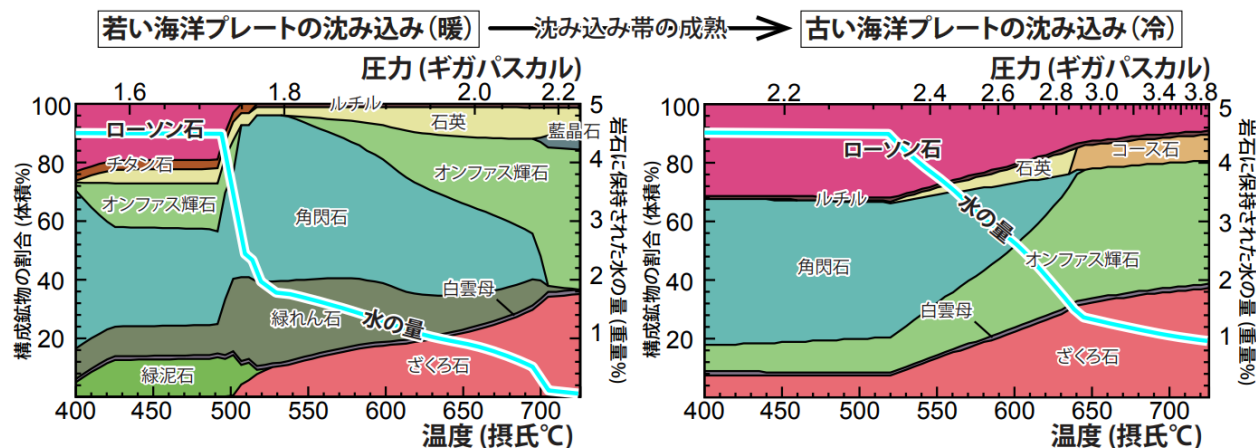 若い海洋プレートの沈み込み（暖）
沈み込み帯の成熟
古い海洋プレートの沈み込み（冷）
圧力（ギガパスカル）
1.6 1.8 2.0 2.2
100
80
60
40
20
構成鉱物の割合（体積%）
5
4
3
2
1
岩石に保持された水の量（重量%）
ルチル
ローソン石
石英
藍晶石
チタン石
オンファス輝石
オンファス輝石
角閃石
白雲母
緑れん石
水の量
緑泥石
ざくろ石
400 450 500 550 600 650 700
温度（摂氏℃）
圧力（ギガパスカル）
2.2 2.4 2.6 2.8 3.0 3.4 3.8
100
80
60
40
20
構成鉱物の割合（体積%）
5
4
3
2
1
岩石に保持された水の量（重量%）
ローソン石
コース石
石英
ルチル
水の量
角閃石
オンファス輝石
白雲母
ざくろ石
400 450 500 550 600 650 700
温度（摂氏℃）